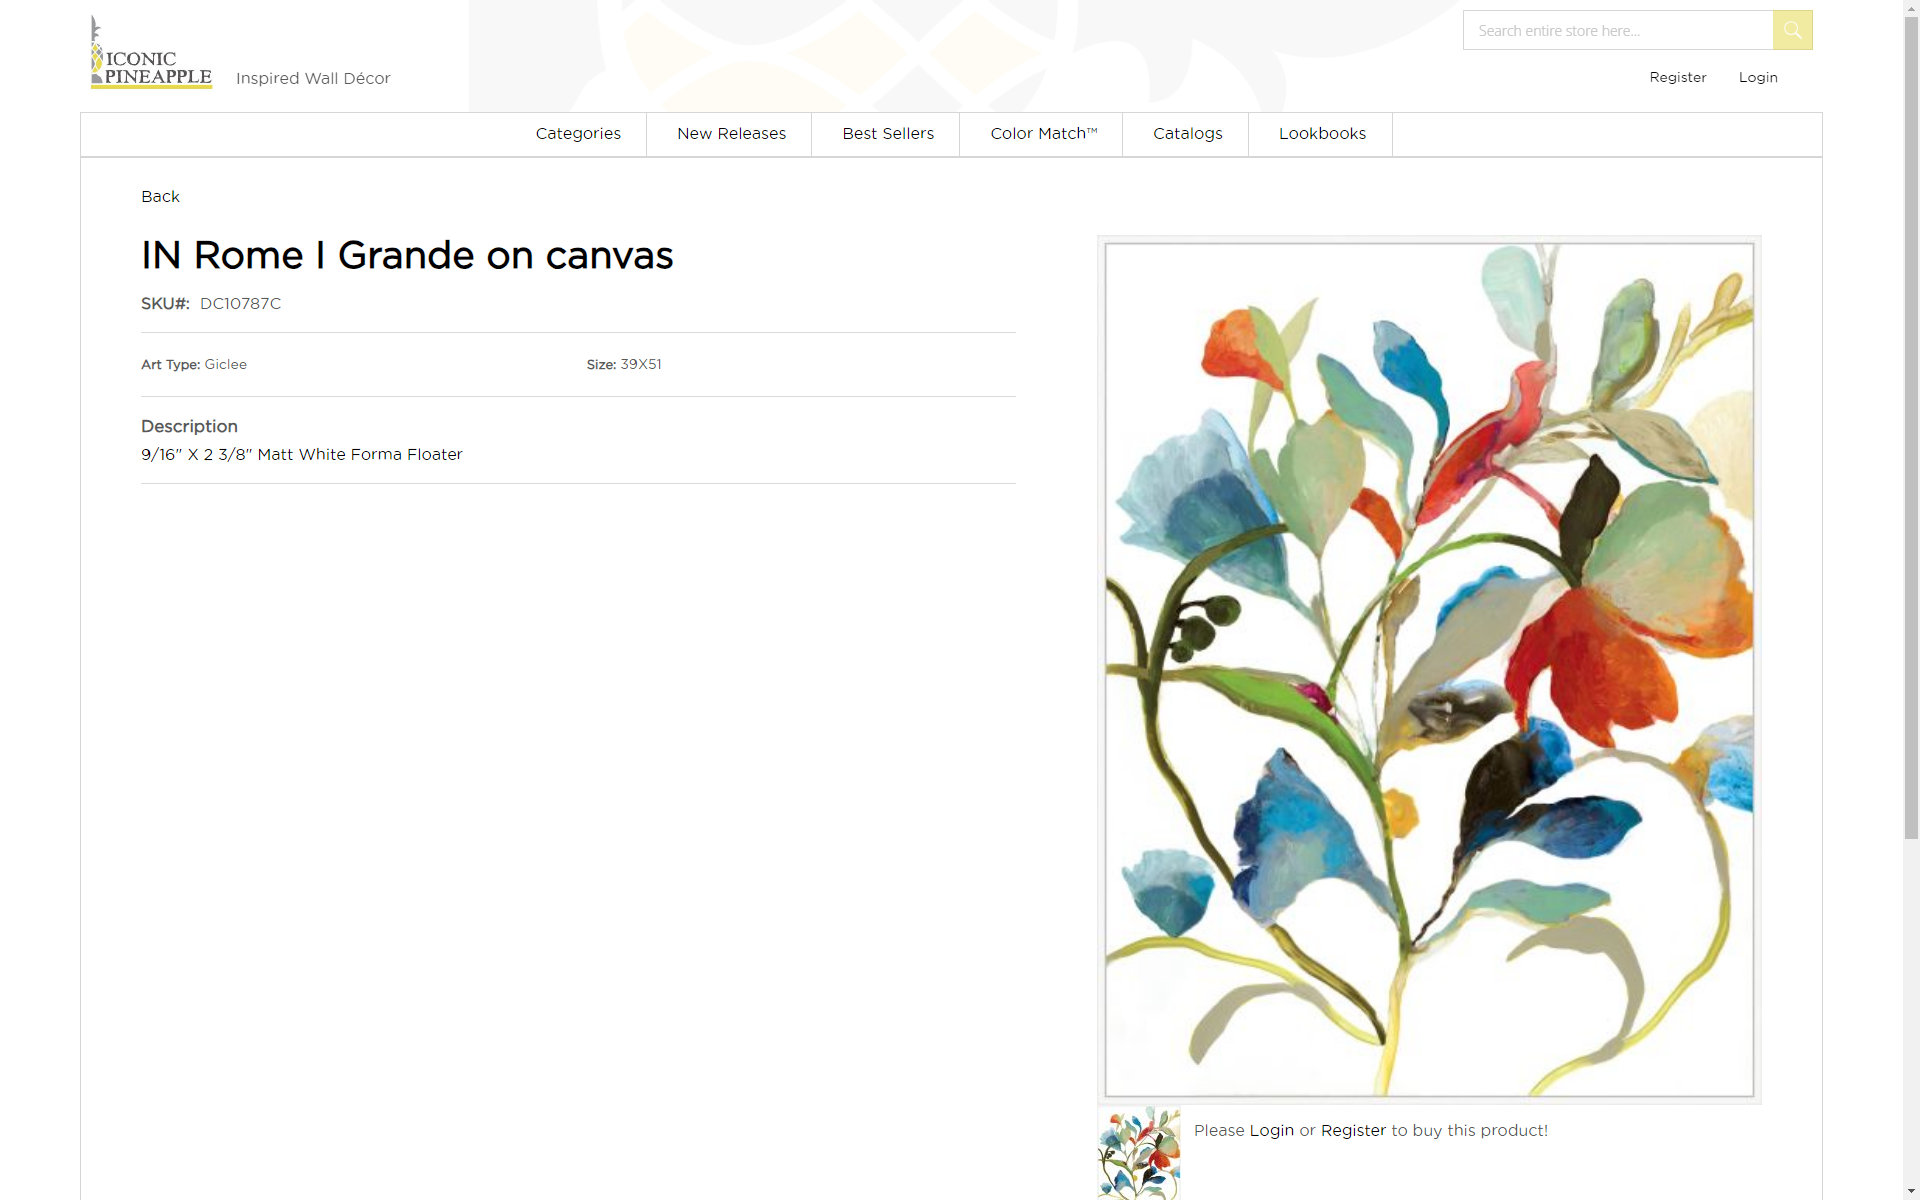 ICONIC
PINEAPPLE
Inspired Wall Décor
Search entire store here...
Register
Login
Categories
New Releases
Best Sellers
Color Match™
Catalogs
Lookbooks
Back
IN Rome I Grande on canvas
SKU#: DC10787C
Art Type: Giclee
Size: 39X51
Description
9/16" X 2 3/8" Matt White Forma Floater
Please Login or Register to buy this product!